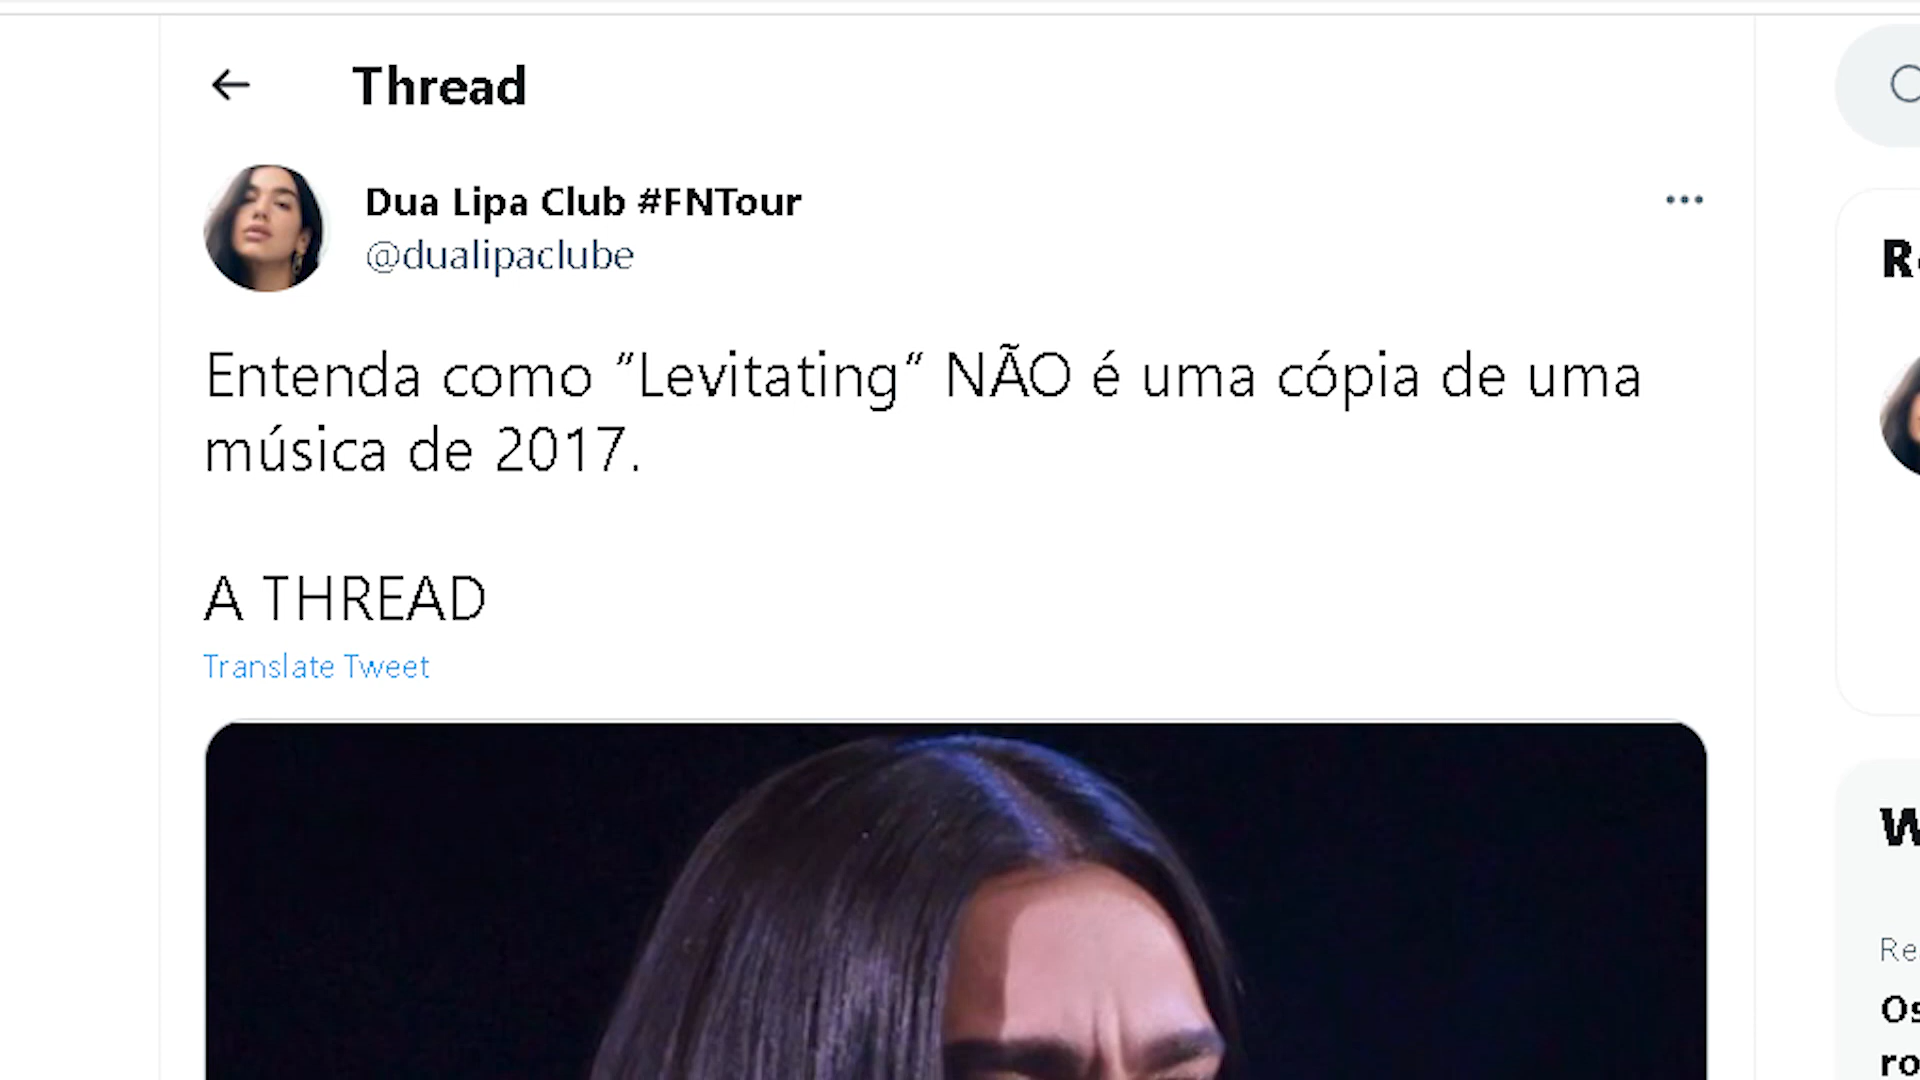 Thread
Dua Lipa Club #FNTour
@dualipaclube
Entenda como “Levitating“ NÃO é uma cópia de uma
música de 2017.
A THREAD
Translate Tweet